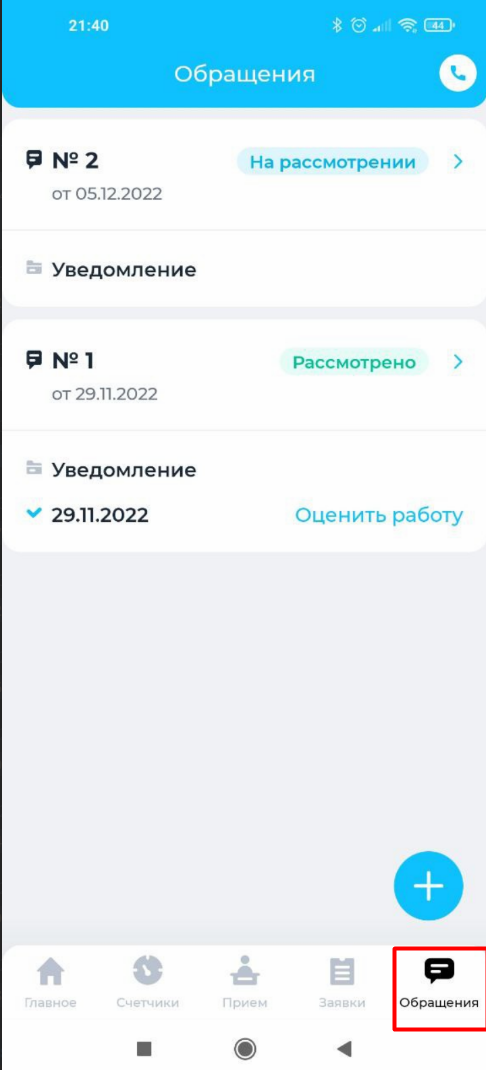 21:40
44
Обращения
№ 2
На рассмотрении
от 05.12.2022
Уведомление
№ 1
Рассмотрено
от 29.11.2022
Уведомление
29.11.2022
Оценить работу
Главное
Счетчики
Прием
Заявки
Обращения